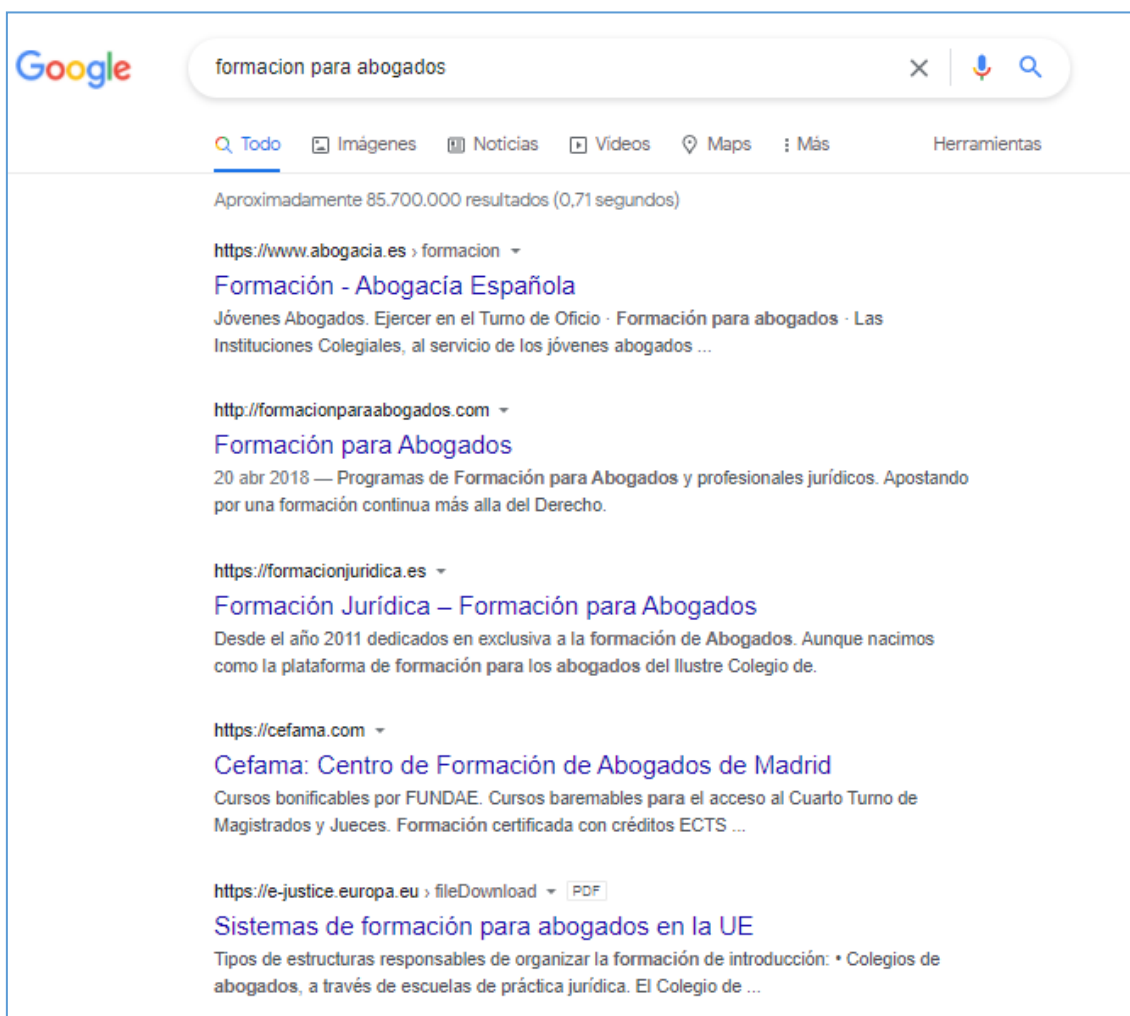 Google
formacion para abogados
Todo Imágenes Noticias Vídeos Maps Más Herramientas
Aproximadamente 85.700.000 resultados (0,71 segundos)
https://www.abogacia.es › formacion
Formación - Abogacía Española
Jóvenes Abogados. Ejercer en el Turno de Oficio · Formación para abogados · Las
Instituciones Colegiales, al servicio de los jóvenes abogados ...
http://formacionparaabogados.com
Formación para Abogados
20 abr 2018 — Programas de Formación para Abogados y profesionales jurídicos. Apostando
por una formación continua más alla del Derecho.
https://formacionjuridica.es
Formación Jurídica – Formación para Abogados
Desde el año 2011 dedicados en exclusiva a la formación de Abogados. Aunque nacimos
como la plataforma de formación para los abogados del Ilustre Colegio de.
https://cefama.com
Cefama: Centro de Formación de Abogados de Madrid
Cursos bonificables por FUNDAE. Cursos baremables para el acceso al Cuarto Turno de
Magistrados y Jueces. Formación certificada con créditos ECTS ...
https://e-justice.europa.eu › fileDownload PDF
Sistemas de formación para abogados en la UE
Tipos de estructuras responsables de organizar la formación de introducción: • Colegios de
abogados, a través de escuelas de práctica jurídica. El Colegio de ...